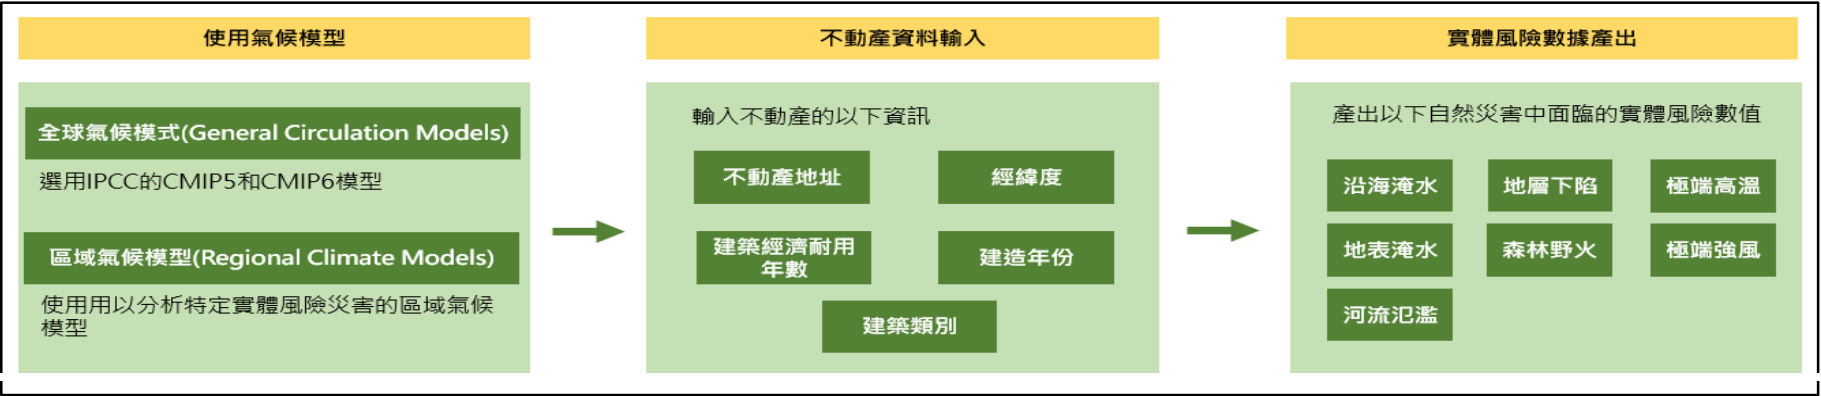 使用氣候模型
全球氣候模式(General Circulation Models)
選用IPCC的CMIP5和CMIP6模型
區域氣候模型(Regional Climate Models)
使用用以分析特定實體風險災害的區域氣候
模型
不動產資料輸入
輸入不動產的以下資訊
不動產地址
經緯度
建築經濟耐用
年數
建造年份
建築類別
實體風險數據產出
產出以下自然災害中面臨的實體風險數值
沿海淹水
地層下陷
極端高溫
地表淹水
森林野火
極端強風
河流氾濫